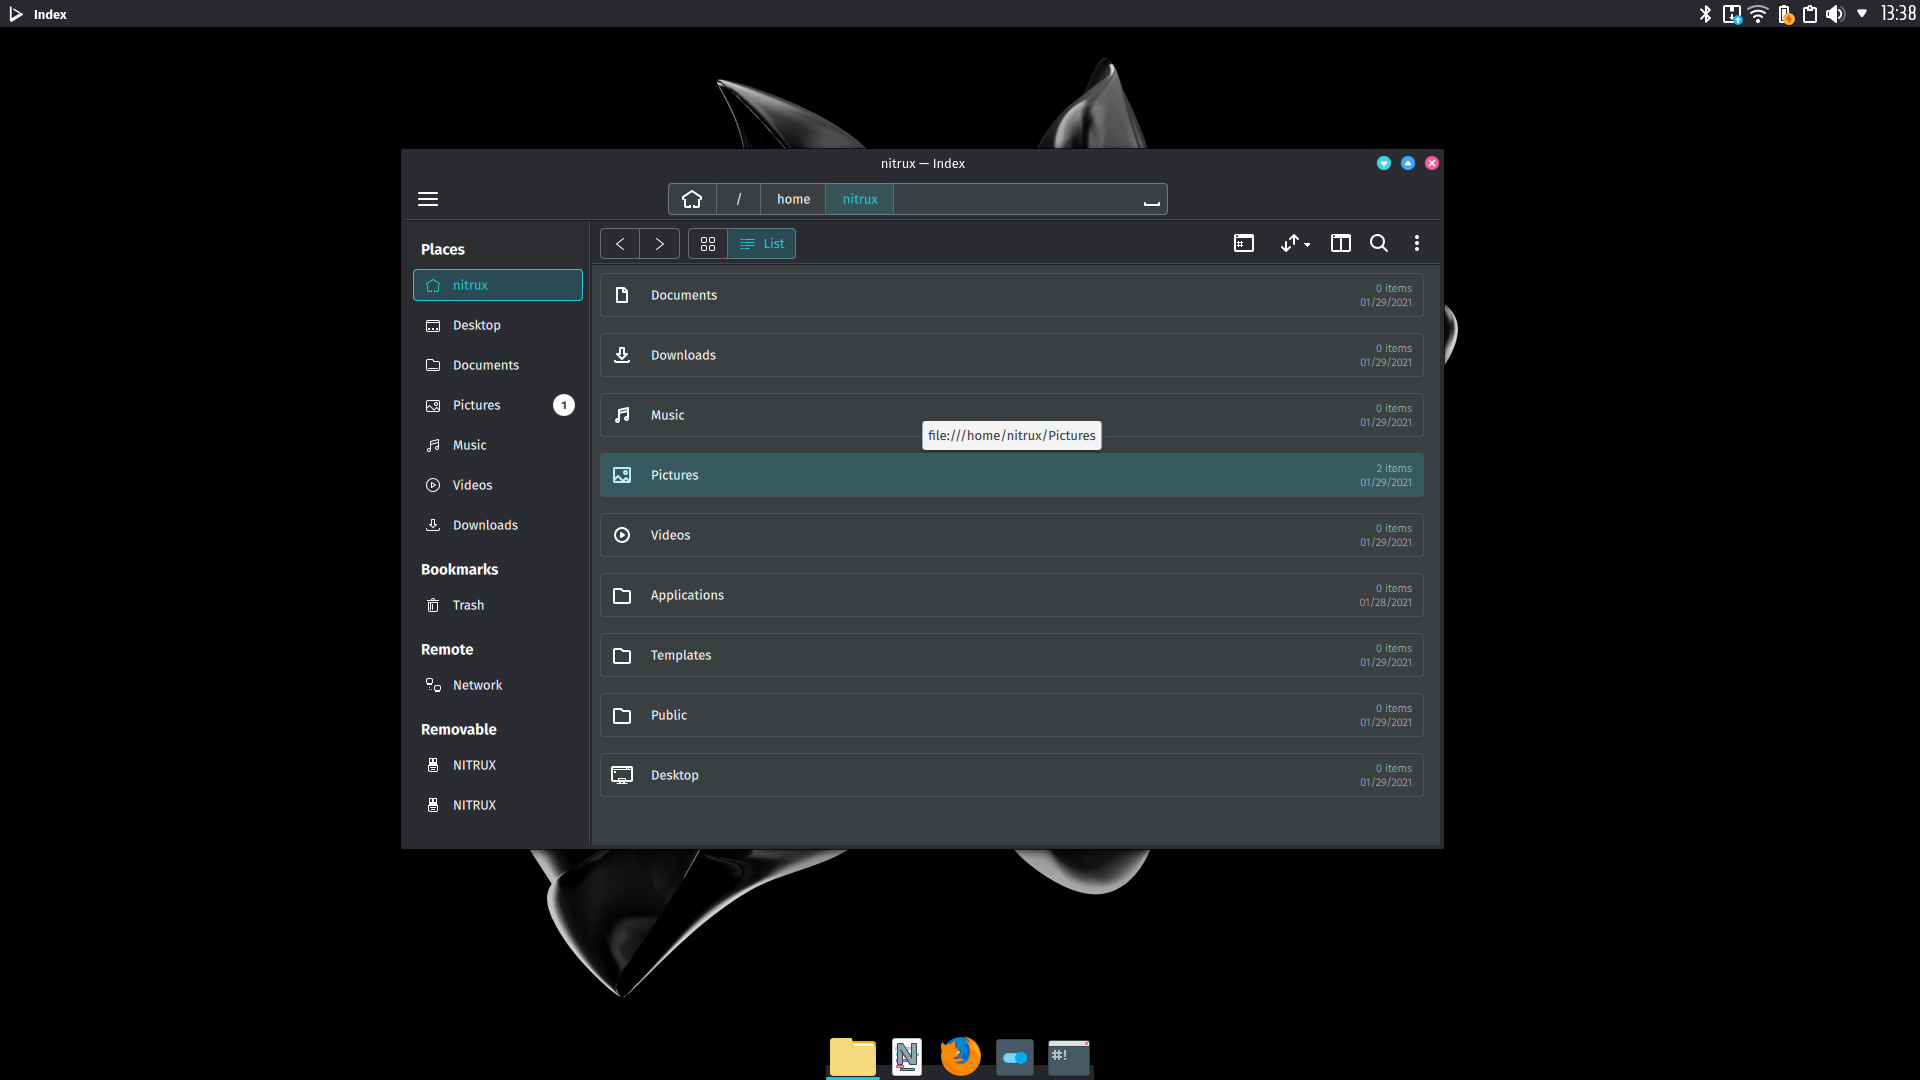 Index
13:38
nitrux — Index
/
home
nitrux
Places
nitrux
Desktop
Documents
Pictures
1
Music
Videos
Downloads
Bookmarks
Trash
Remote
Network
Removable
NITRUX
NITRUX
List
Documents
0 items
01/29/2021
Downloads
0 items
01/29/2021
Music
0 items
01/29/2021
file:///home/nitrux/Pictures
Pictures
2 items
01/29/2021
Videos
0 items
01/29/2021
Applications
0 items
01/28/2021
Templates
0 items
01/29/2021
Public
0 items
01/29/2021
Desktop
0 items
01/29/2021
N
#!